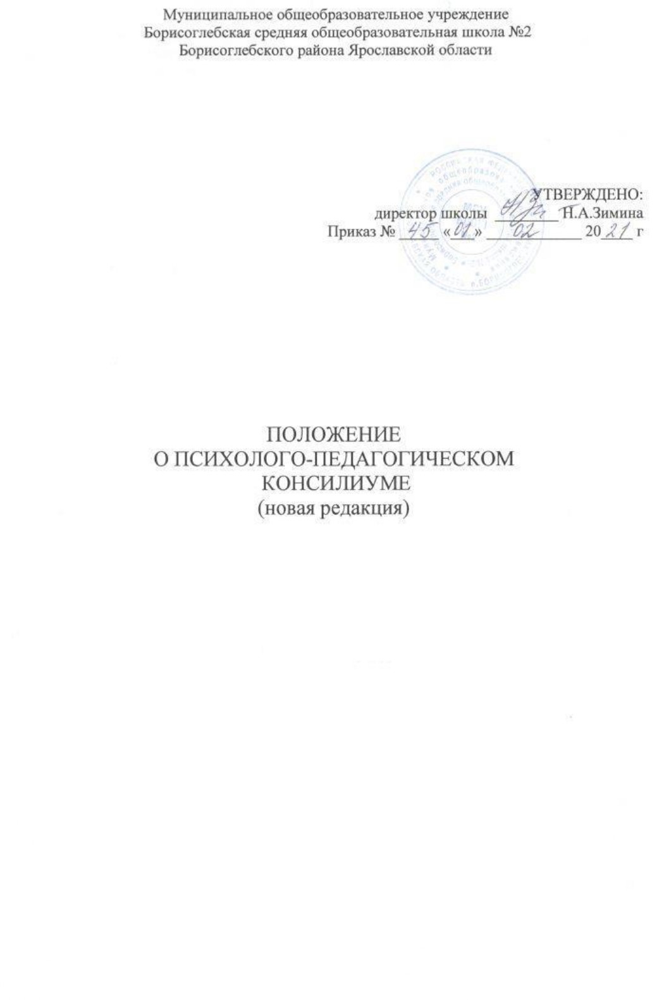 Муниципальное общеобразовательное учреждение
Борисоглебская средняя общеобразовательная школа №2
Борисоглебского района Ярославской области
УТВЕРЖДЕНО:
директор школы ________ Н.А.Зимина
Приказ № 45 «01» 02 2021 г
ПОЛОЖЕНИЕ
О ПСИХОЛОГО-ПЕДАГОГИЧЕСКОМ
КОНСИЛИУМЕ
(новая редакция)